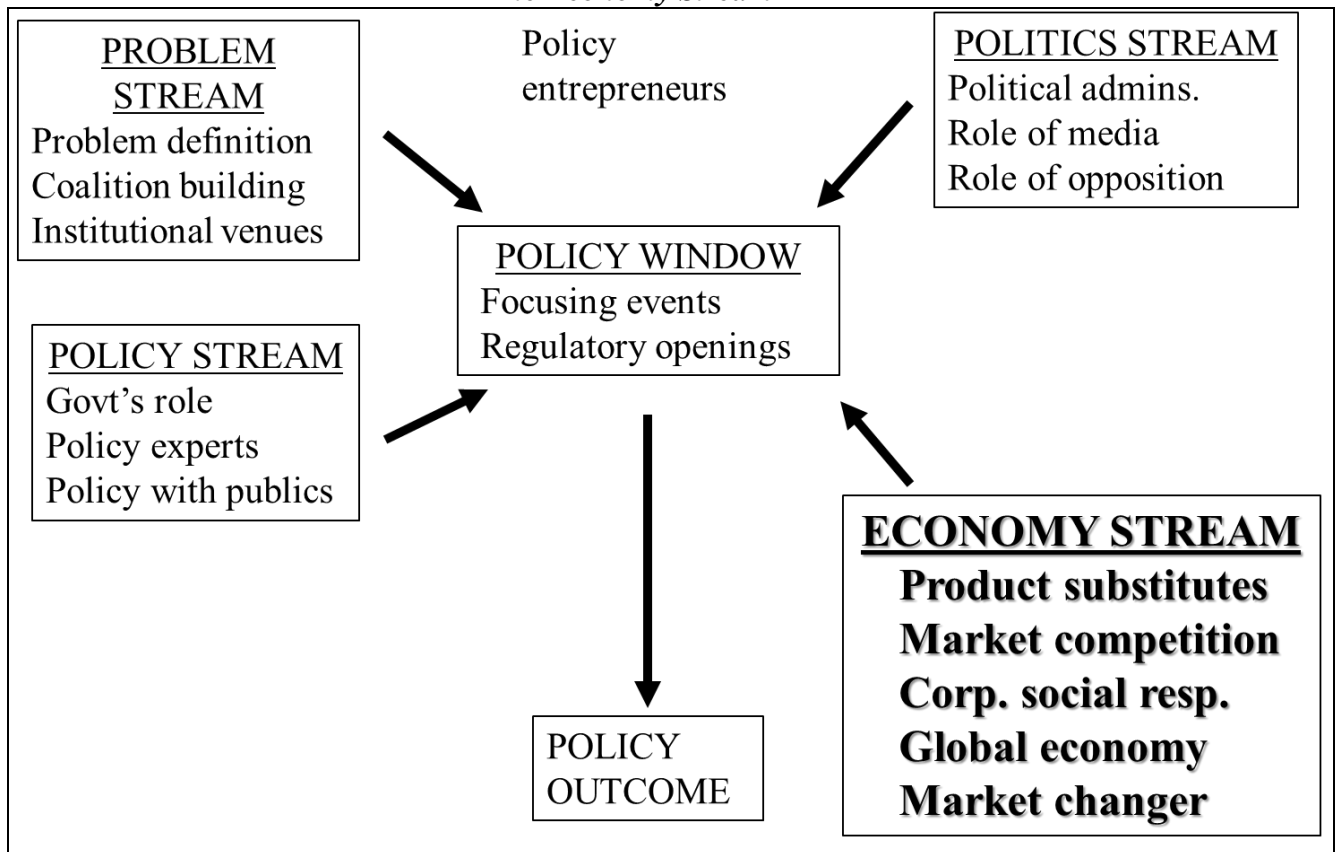 PROBLEM
STREAM
Problem definition
Coalition building
Institutional venues
Policy
entrepreneurs
POLITICS STREAM
Political admins.
Role of media
Role of opposition
POLICY WINDOW
Focusing events
Regulatory openings
POLICY STREAM
Govt’s role
Policy experts
Policy with publics
ECONOMY STREAM
Product substitutes
Market competition
Corp. social resp.
Global economy
Market changer
POLICY
OUTCOME